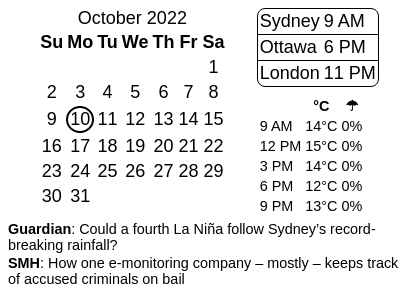 October 2022
Su Mo Tu We Th Fr Sa
1
2 3 4 5 6 7 8
9 10 11 12 13 14 15
16 17 18 19 20 21 22
23 24 25 26 27 28 29
30 31
Sydney 9 AM
Ottawa 6 PM
London 11 PM
°C ☂
9 AM 14°C 0%
12 PM 15°C 0%
3 PM 14°C 0%
6 PM 12°C 0%
9 PM 13°C 0%
Guardian: Could a fourth La Niña follow Sydney’s record-
breaking rainfall?
SMH: How one e-monitoring company – mostly – keeps track
of accused criminals on bail